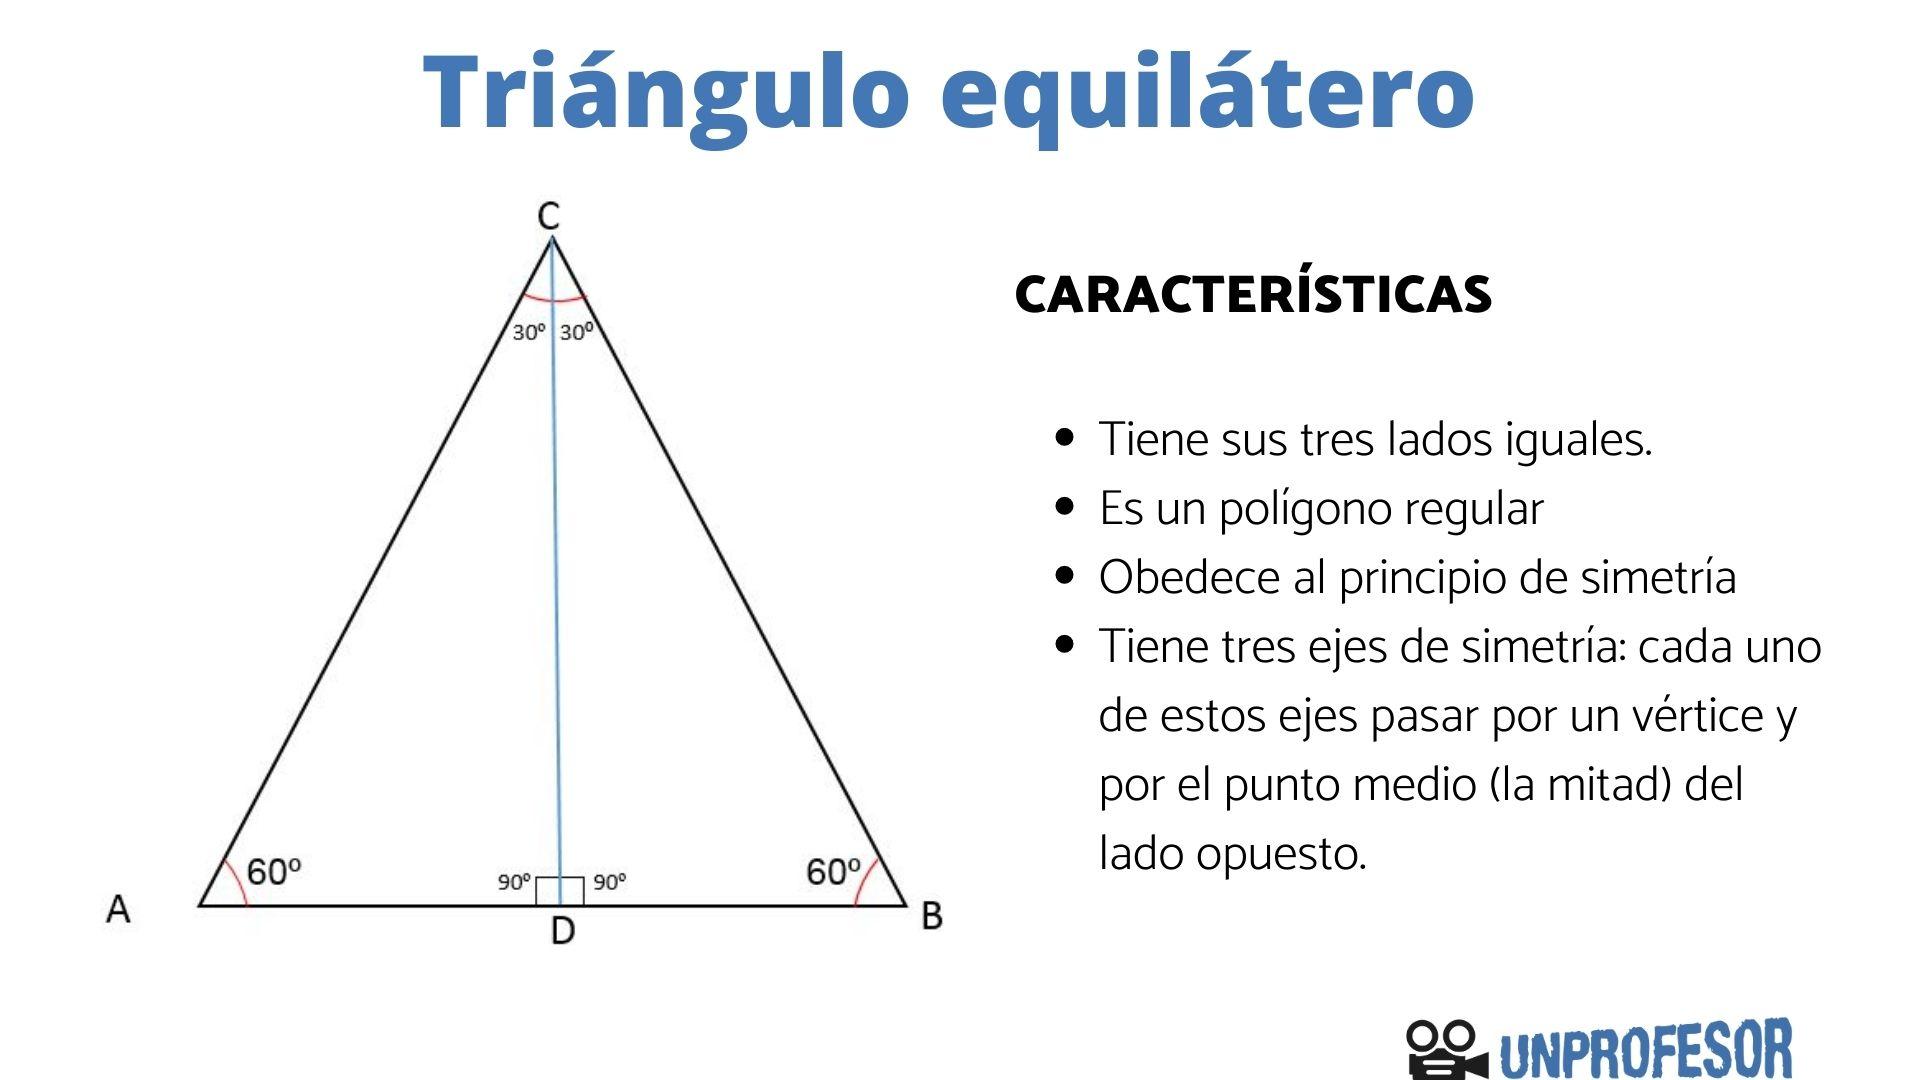 Triángulo equilátero
C
30º 30º
CARACTERÍSTICAS
Tiene sus tres lados iguales.
Es un polígono regular
Obedece al principio de simetría
Tiene tres ejes de simetría: cada uno
de estos ejes pasar por un vértice y
por el punto medio (la mitad) del
lado opuesto.
60º 90º 90º 60º
A D B
UNPROFESOR